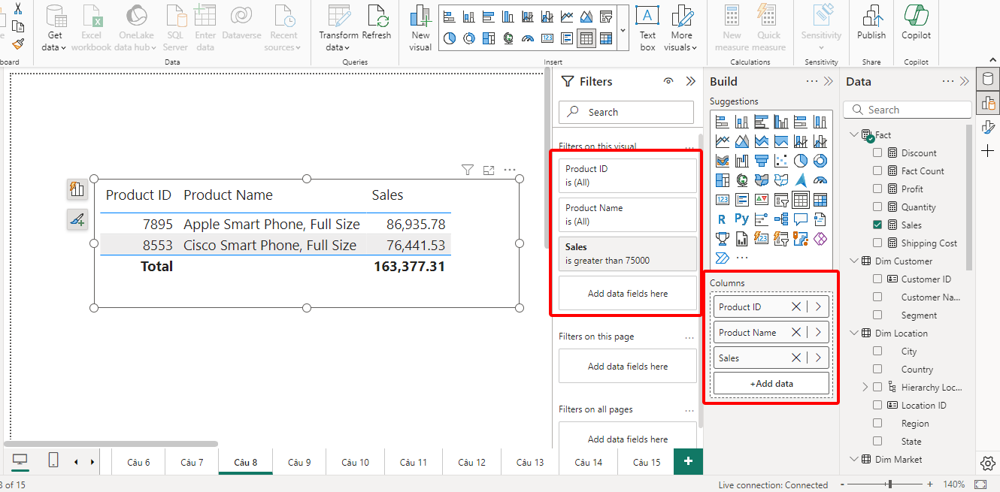 Get
data
Excel
workbook
OneLake
data hub
SQL
Server
Enter
data
Dataverse
Recent
sources
Transform
data
Refresh
New
visual
123
A
Text
box
More
visuals
New
measure
Quick
measure
Sensitivity
Publish
Copilot
board
Data
Queries
Insert
Calculations
Sensitivity
Share
Copilot
Product ID Product Name Sales
7895 Apple Smart Phone, Full Size 86,935.78
8553 Cisco Smart Phone, Full Size 76,441.53
Total 163,377.31
Filters
Search
Filters on this visual
Product ID
is (All)
Product Name
is (All)
Sales
is greater than 75000
Add data fields here
Filters on this page
Add data fields here
Filters on all pages
Add data fields here
Build
Suggestions
123
R Py
123
Columns
Product ID
Product Name
Sales
+Add data
Data
Search
Fact
Discount
Fact Count
Profit
Quantity
Sales
Shipping Cost
Dim Customer
Customer ID
Customer Na...
Segment
Dim Location
City
Country
Hierarchy Loc...
Location ID
Region
State
Dim Market
Câu 6
Câu 7
Câu 8
Câu 9
Câu 10
Câu 11
Câu 12
Câu 13
Câu 14
Câu 15
+
8 of 15
Live connection: Connected
- + 140%